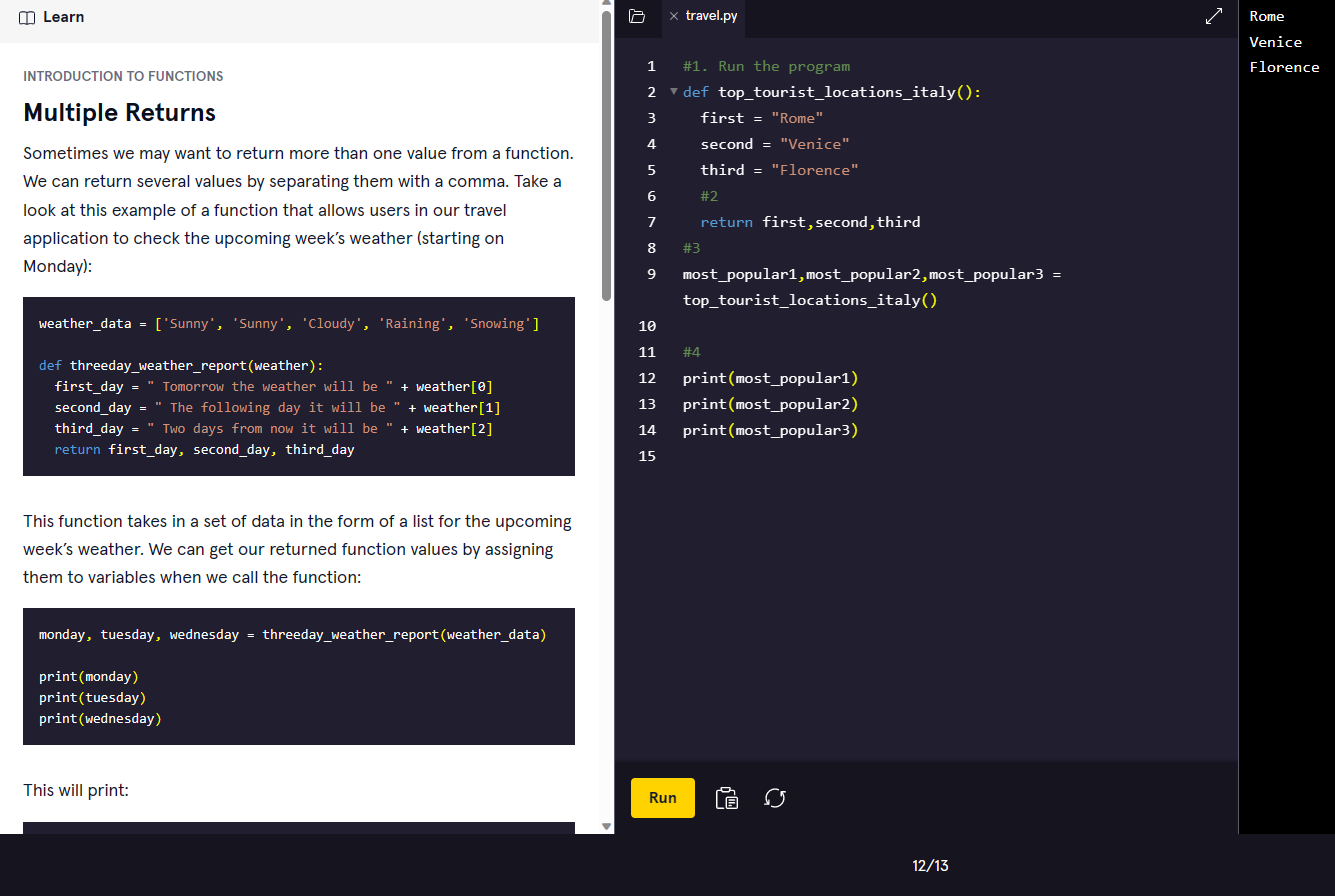 Learn
INTRODUCTION TO FUNCTIONS
Multiple Returns
Sometimes we may want to return more than one value from a function.
We can return several values by separating them with a comma. Take a
look at this example of a function that allows users in our travel
application to check the upcoming week’s weather (starting on
Monday):
weather_data = ['Sunny', 'Sunny', 'Cloudy', 'Raining', 'Snowing']
def threeday_weather_report(weather):
first_day = " Tomorrow the weather will be " + weather[0]
second_day = " The following day it will be " + weather[1]
third_day = " Two days from now it will be " + weather[2]
return first_day, second_day, third_day
This function takes in a set of data in the form of a list for the upcoming
week’s weather. We can get our returned function values by assigning
them to variables when we call the function:
monday, tuesday, wednesday = threeday_weather_report(weather_data)
print(monday)
print(tuesday)
print(wednesday)
This will print:
travel.py
1 #1. Run the program
2 def top_tourist_locations_italy():
3 first = "Rome"
4 second = "Venice"
5 third = "Florence"
6 #2
7 return first,second,third
8 #3
9 most_popular1,most_popular2,most_popular3 =
top_tourist_locations_italy()
10
11 #4
12 print(most_popular1)
13 print(most_popular2)
14 print(most_popular3)
15
Run
Rome
Venice
Florence
12/13